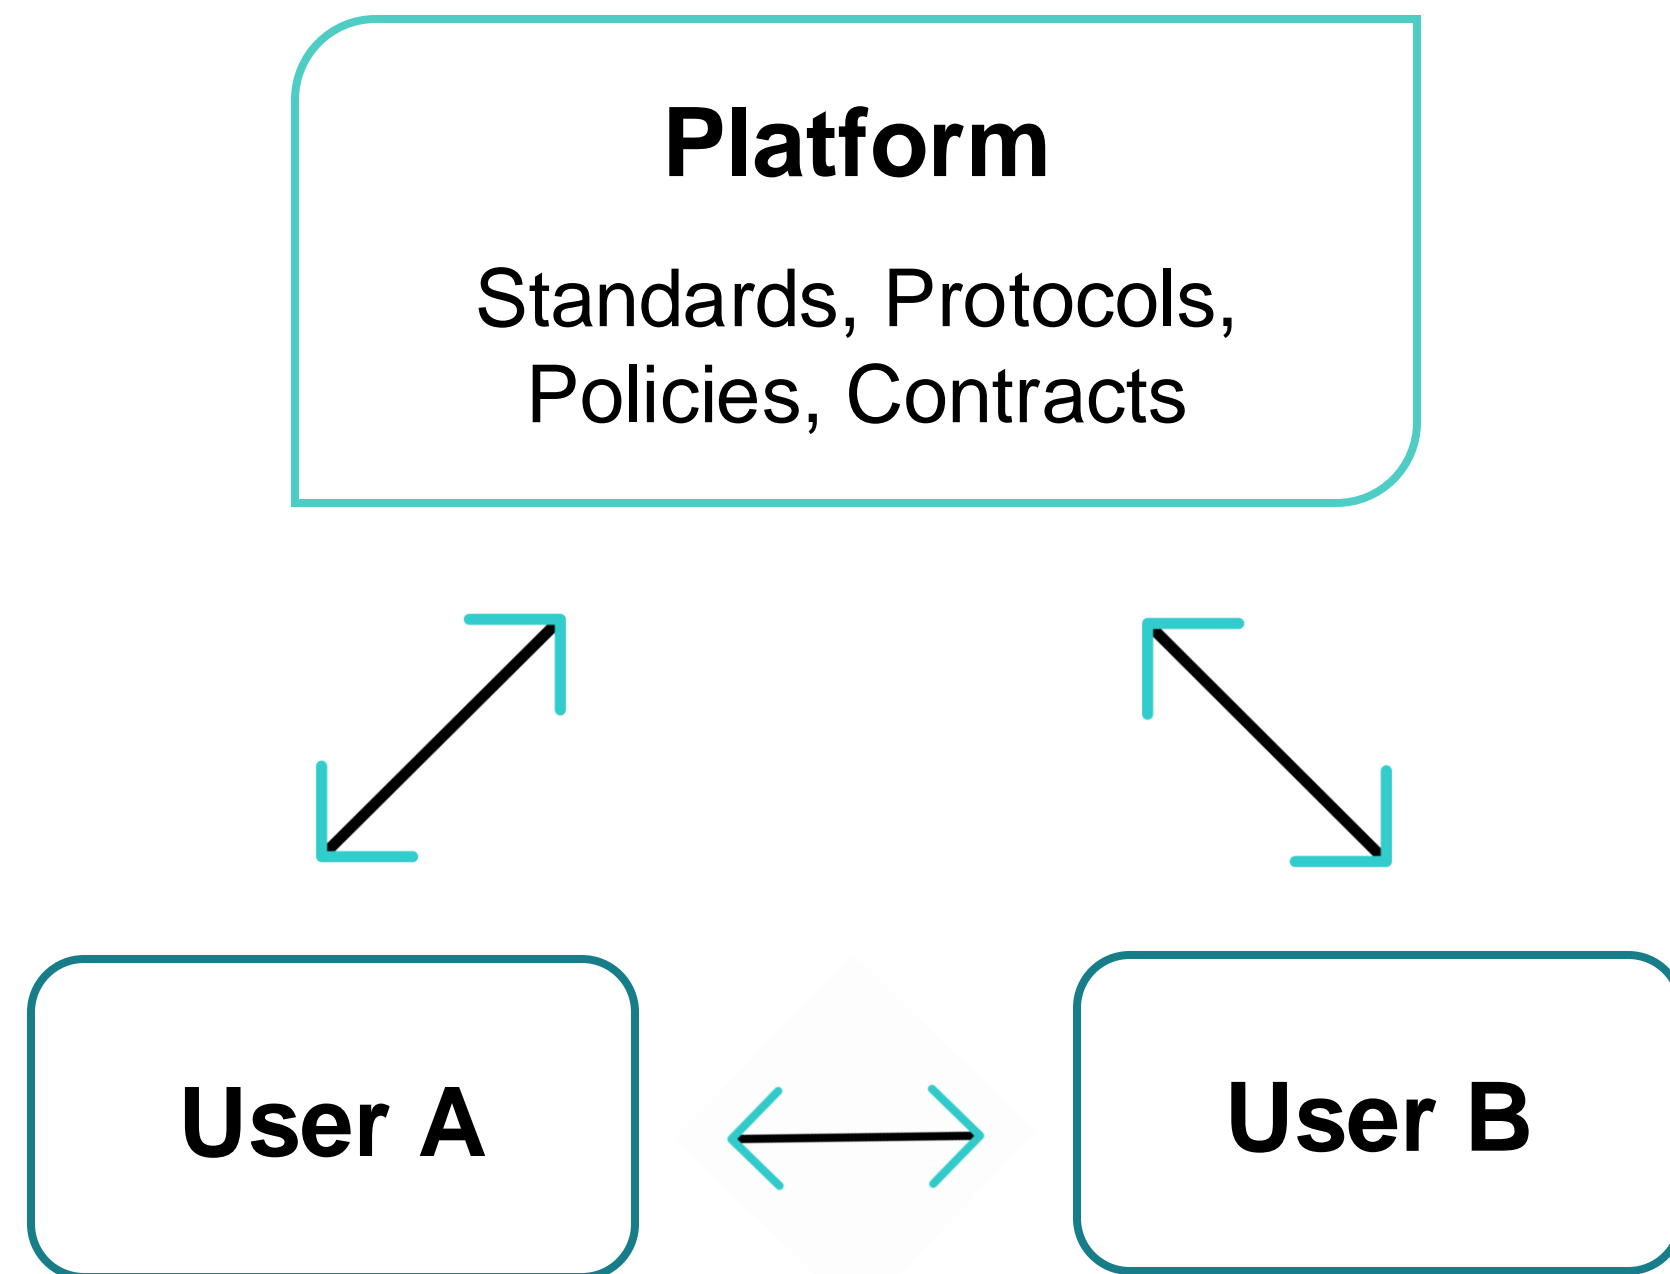 Platform
Standards, Protocols,
Policies, Contracts
User A
User B